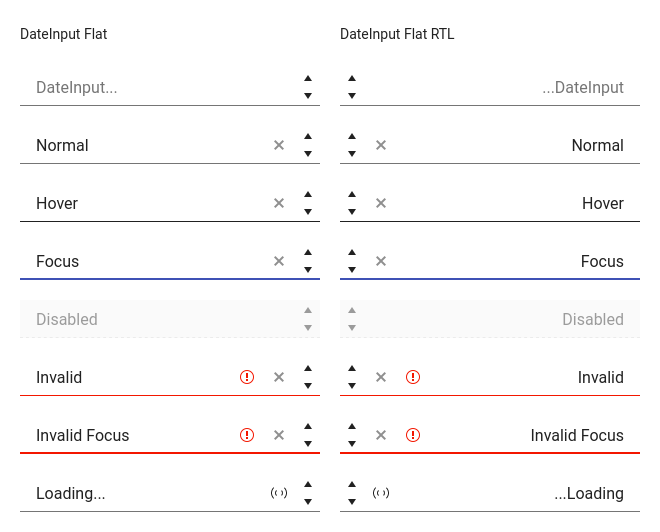 DateInput Flat
DateInput Flat RTL
DateInput...
...DateInput
Normal
Normal
Hover
Hover
Focus
Focus
Disabled
Disabled
Invalid
Invalid
Invalid Focus
Invalid Focus
Loading...
...Loading